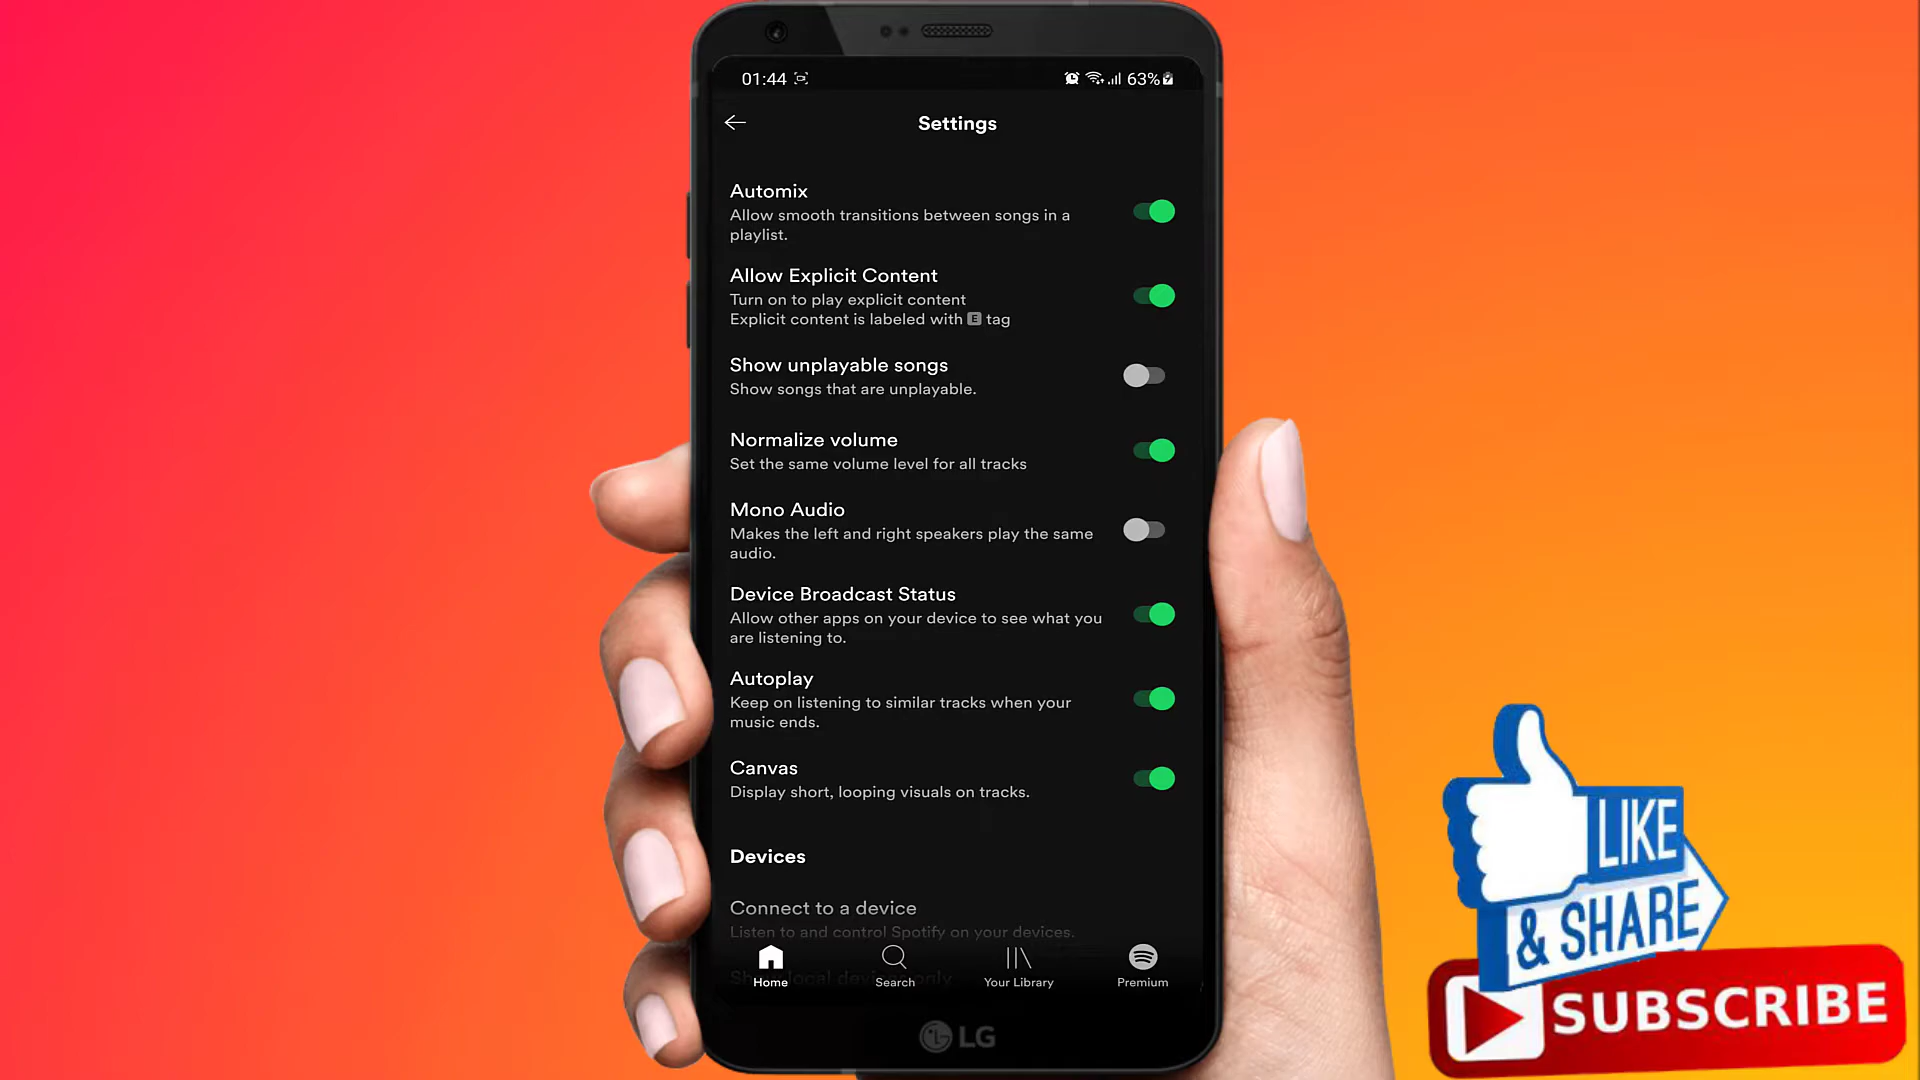 01:44
63%
Settings
Automix
Allow smooth transitions between songs in a
playlist.
Allow Explicit Content
Turn on to play explicit content
Explicit content is labeled with E tag
Show unplayable songs
Show songs that are unplayable.
Normalize volume
Set the same volume level for all tracks
Mono Audio
Makes the left and right speakers play the same
audio.
Device Broadcast Status
Allow other apps on your device to see what you
are listening to.
Autoplay
Keep on listening to similar tracks when your
music ends.
Canvas
Display short, looping visuals on tracks.
Devices
Connect to a device
Listen to and control Spotify on your devices.
Show local devices only
Home
Search
Your Library
Premium
LG
LIKE
& SHARE
SUBSCRIBE